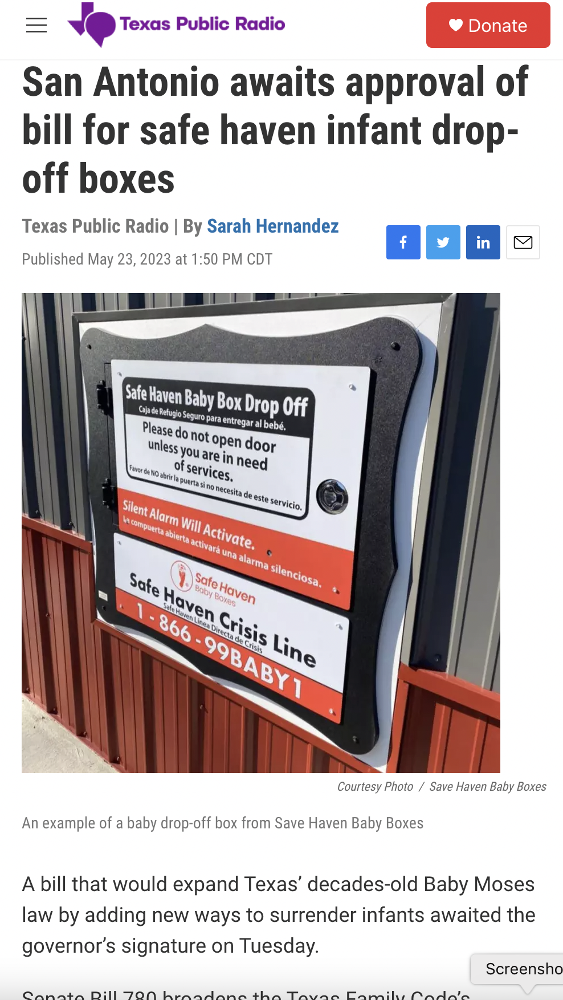 Texas Public Radio
Donate
San Antonio awaits approval of
bill for safe haven infant drop-
off boxes
Texas Public Radio | By Sarah Hernandez
Published May 23, 2023 at 1:50 PM CDT
f
in
Safe Haven Baby Box Drop Off
Caja de Refugio Seguro para entregar al bebé.
Please do not open door
unless you are in need
of services.
Favor de NO abrir la puerta si no necesita de este servicio.
Silent Alarm Will Activate.
La compuerta abierta activará una alarma silenciosa.
Safe Haven
Baby Boxes
Safe Haven Crisis Line
Safe Haven Linea Directa de Crisis
1-866-99BABY1
Courtesy Photo / Save Haven Baby Boxes
An example of a baby drop-off box from Save Haven Baby Boxes
A bill that would expand Texas’ decades-old Baby Moses
law by adding new ways to surrender infants awaited the
governor’s signature on Tuesday.
Screensho
Senate Bill 780 broadens the Texas Family Code’s